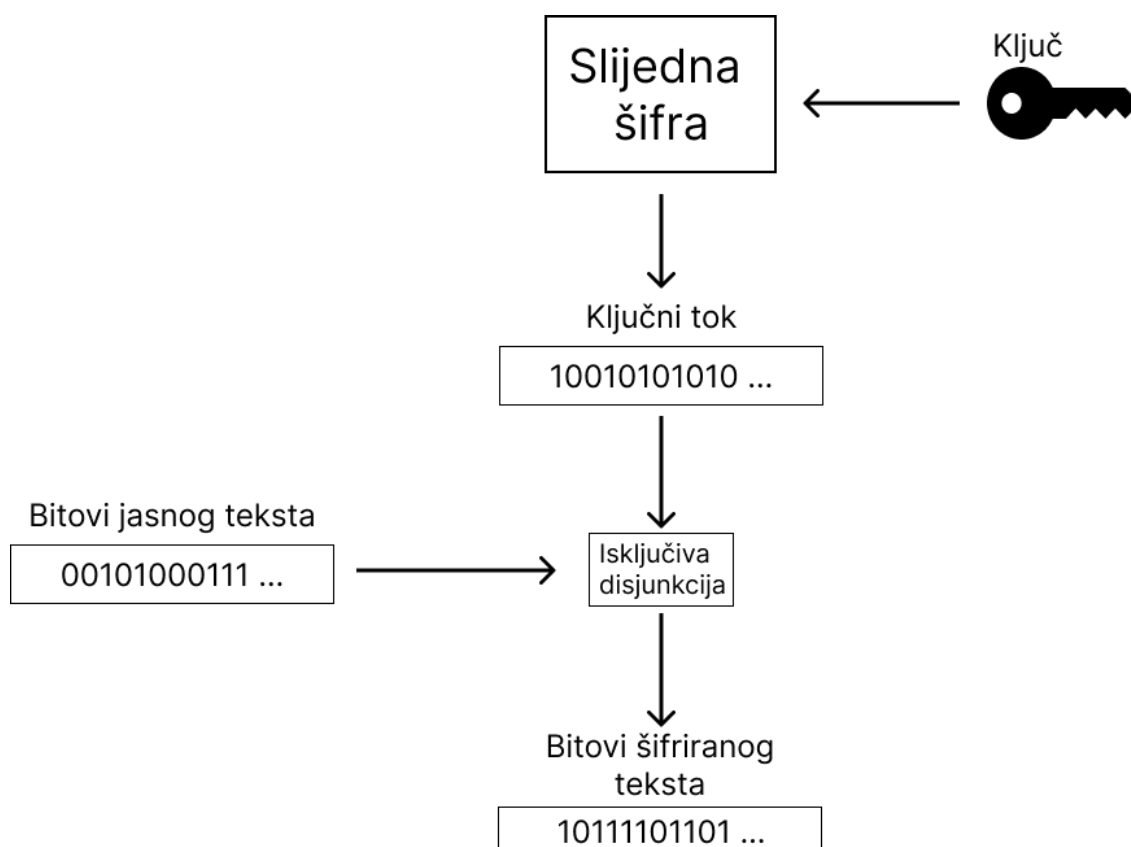 Slijedna
šifra
Ključ
Ključni tok
10010101010 ...
Bitovi jasnog teksta
00101000111 ...
Isključiva
disjunkcija
Bitovi šifriranog
teksta
10111101101 ...